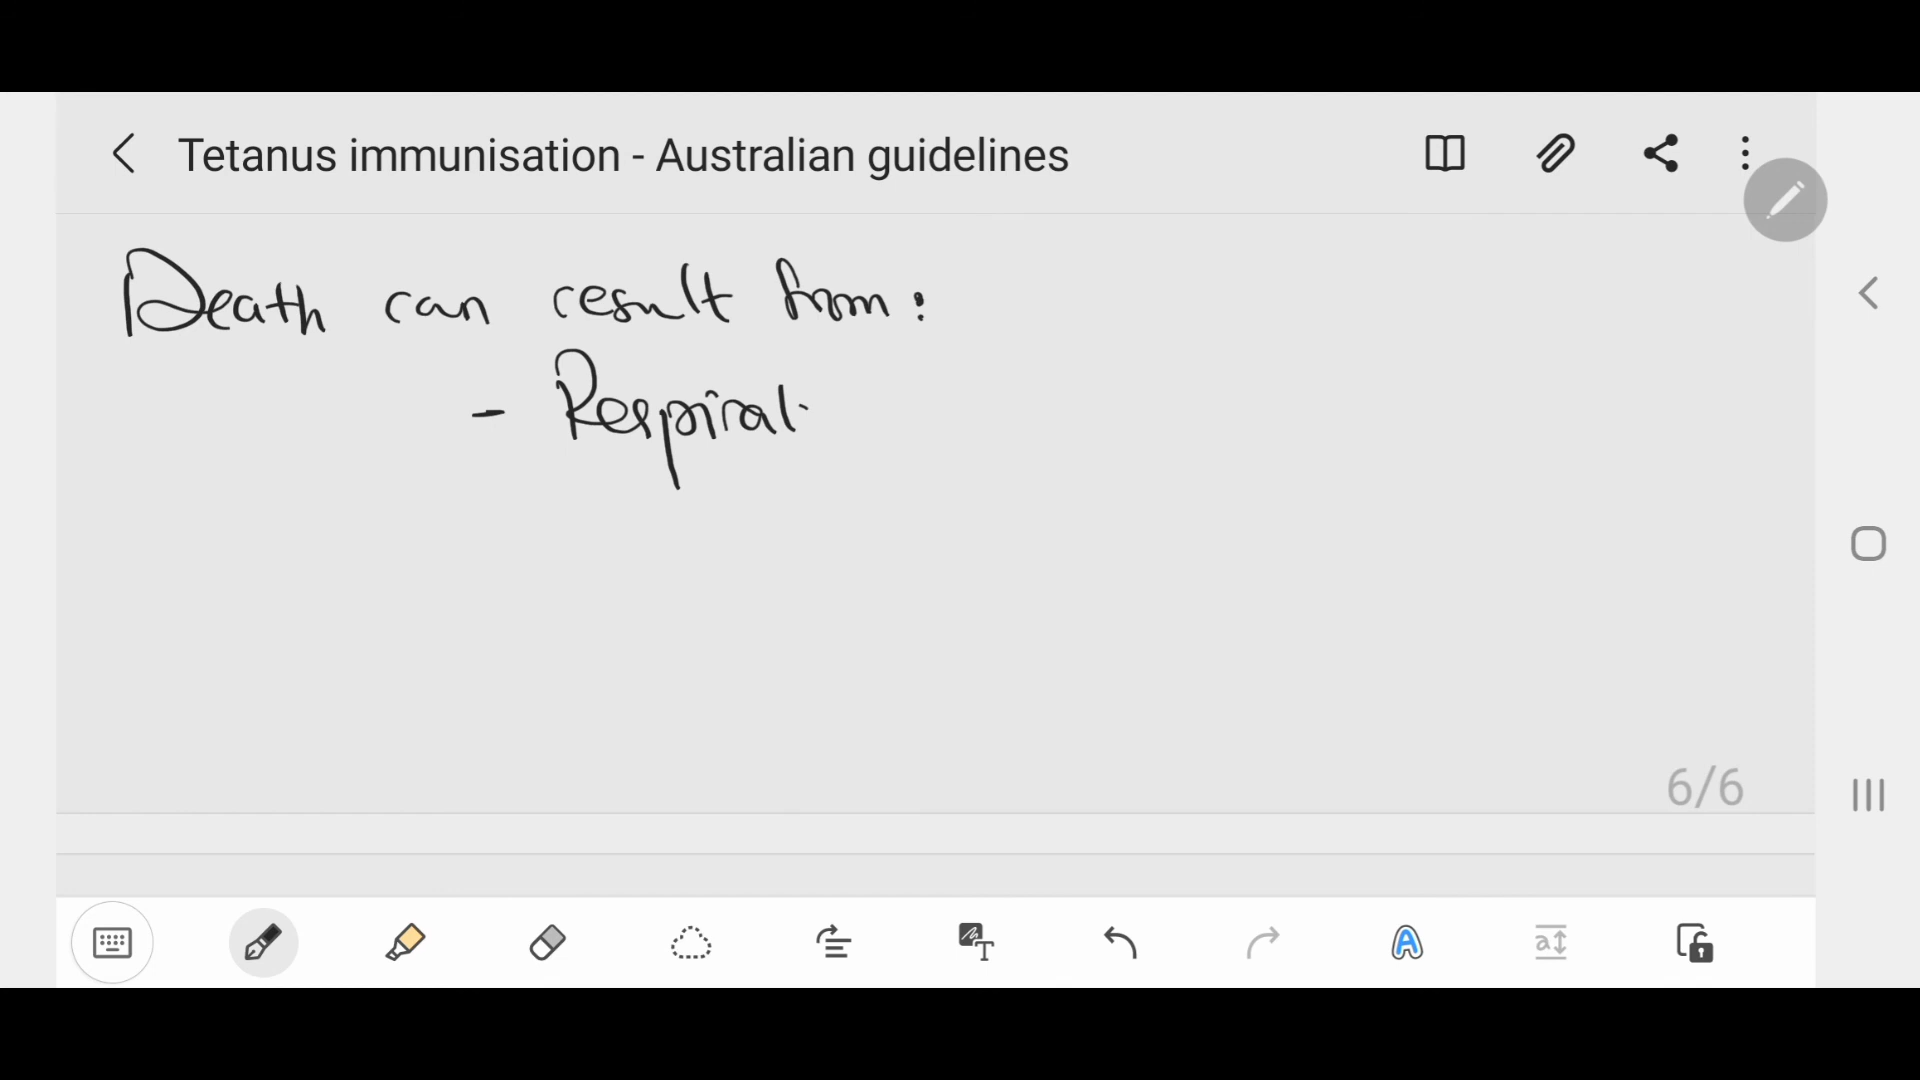 Tetanus immunisation - Australian guidelines
Death can result from:
- Respirat
6/6